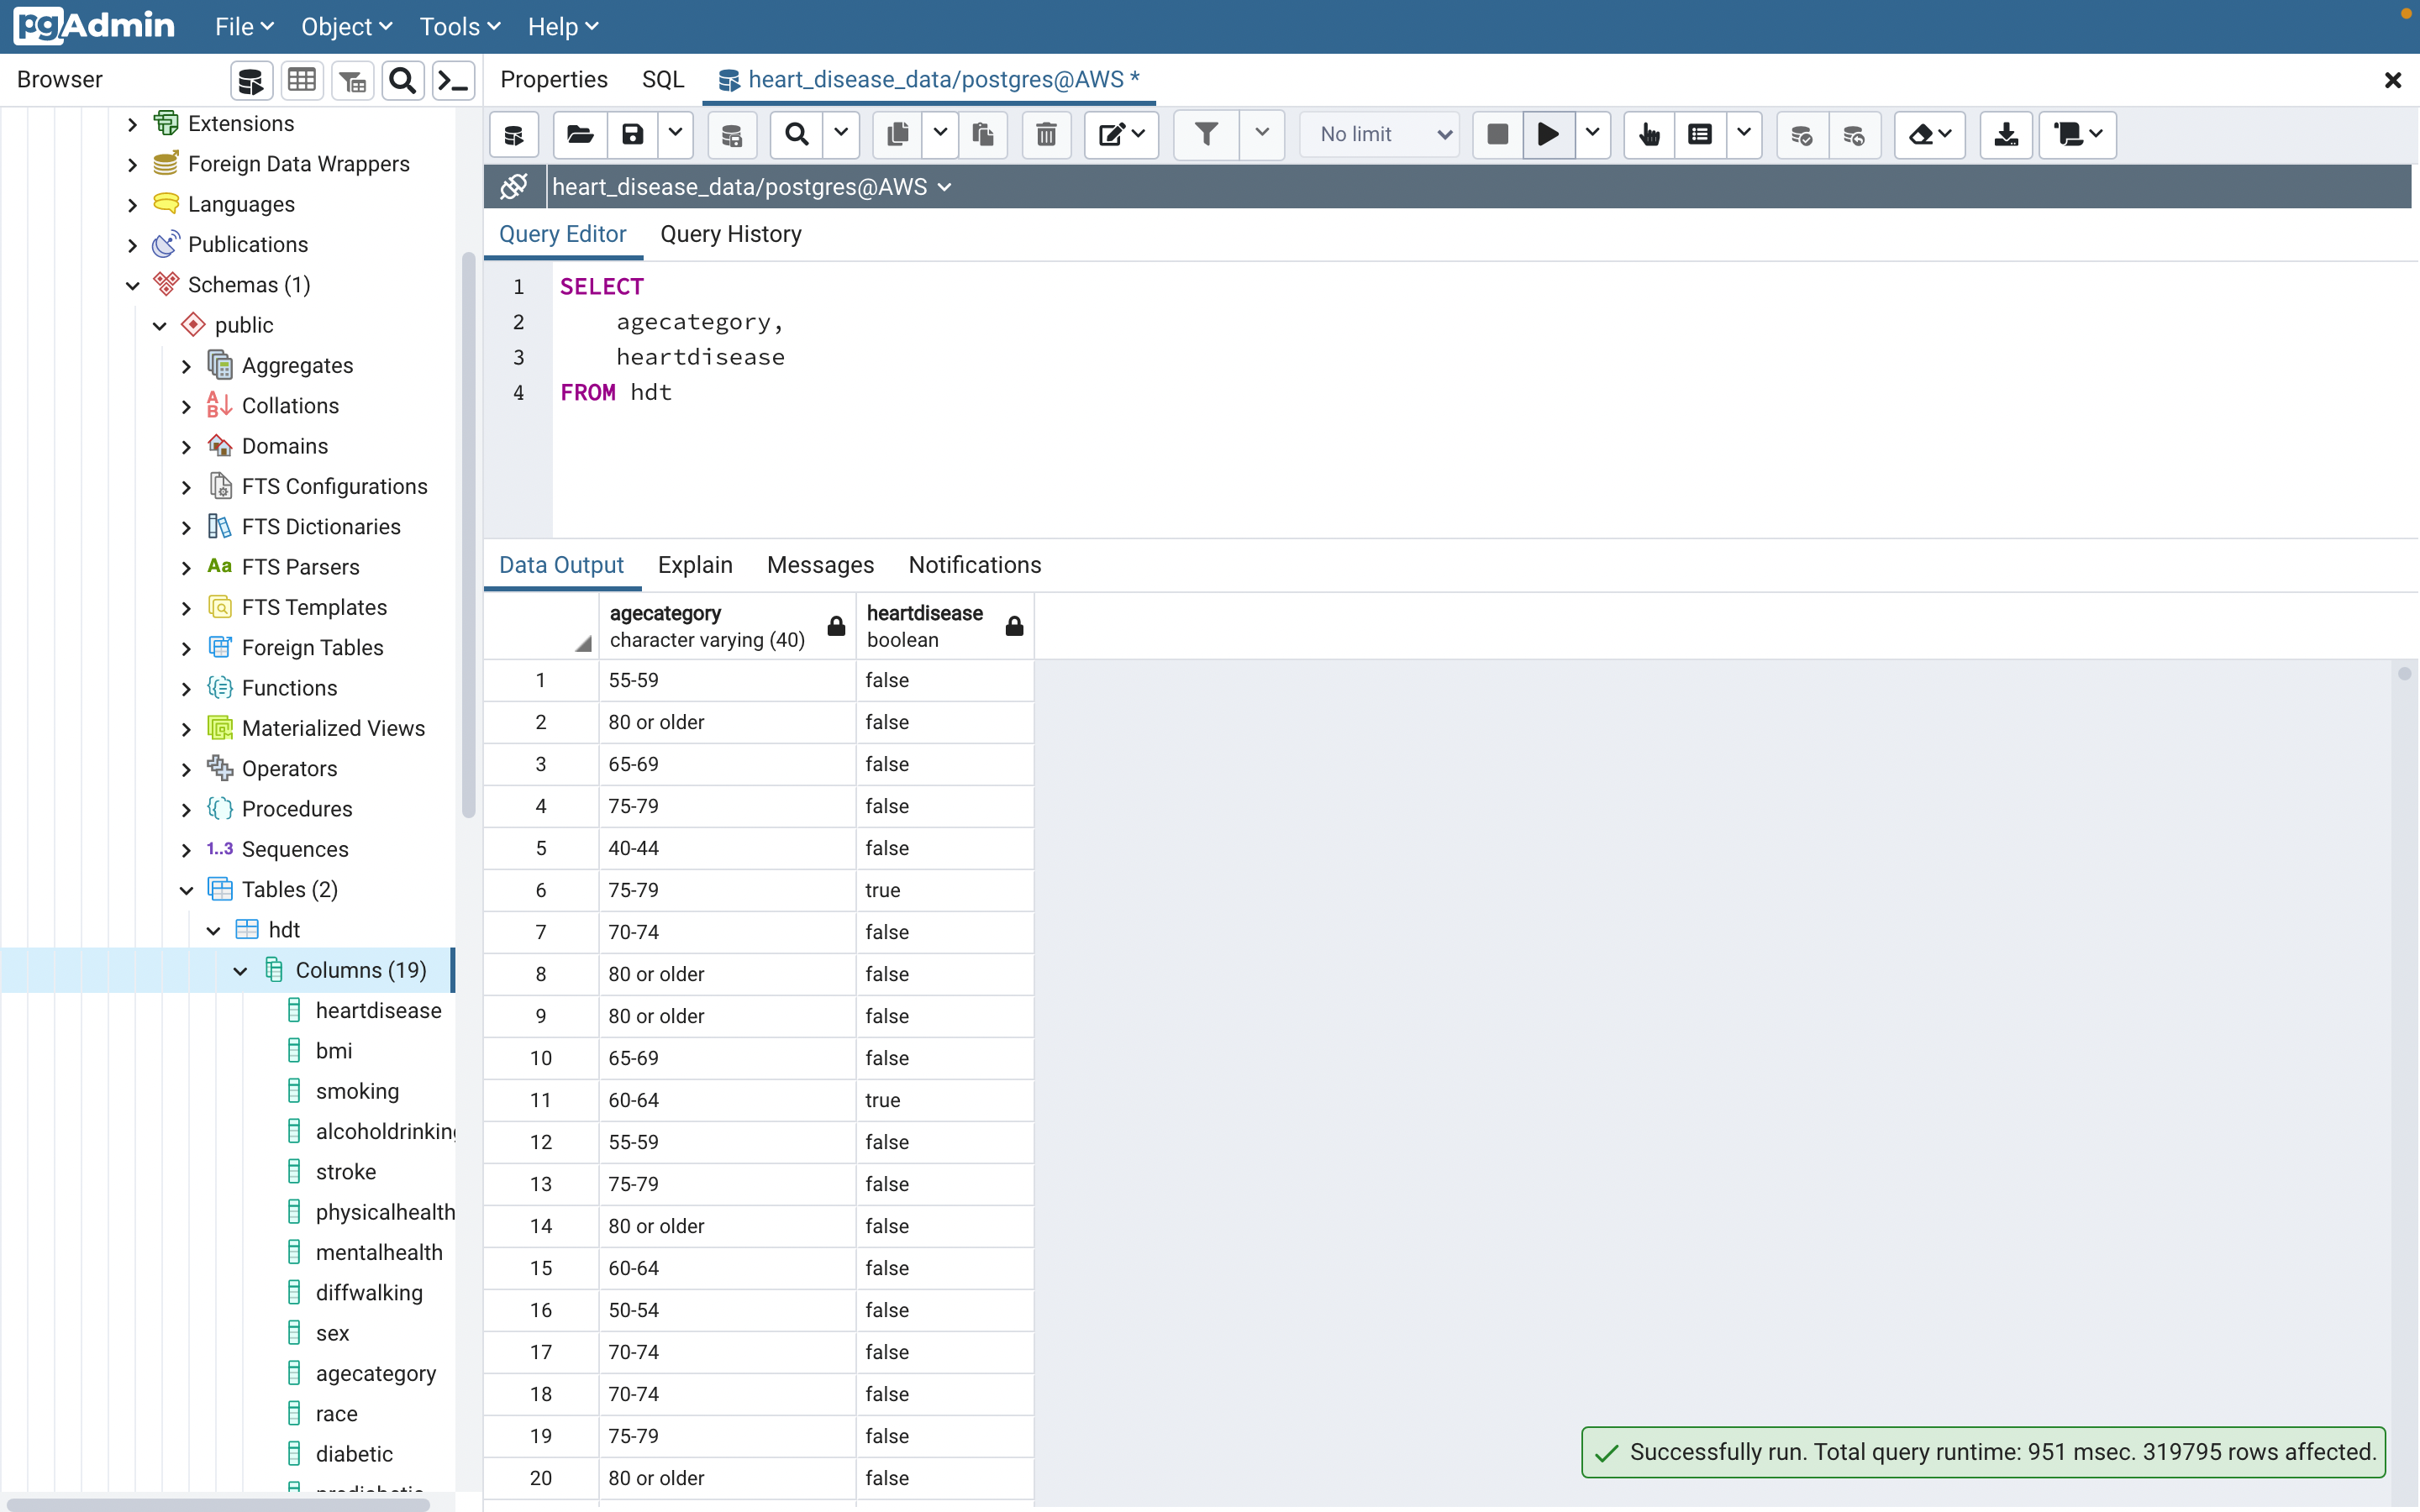 pgAdmin File Object Tools Help
Browser
Properties SQL heart_disease_data/postgres@AWS *
No limit
heart_disease_data/postgres@AWS
Query Editor Query History
Extensions
Foreign Data Wrappers
Languages
Publications
Schemas (1)
public
Aggregates
Collations
Domains
FTS Configurations
FTS Dictionaries
Aa FTS Parsers
FTS Templates
Foreign Tables
Functions
Materialized Views
Operators
Procedures
1..3 Sequences
Tables (2)
hdt
Columns (19)
heartdisease
bmi
smoking
alcoholdrinking
stroke
physicalhealth
mentalhealth
diffwalking
sex
agecategory
race
diabetic
prediabetic
1 SELECT
2 agecategory,
3 heartdisease
4 FROM hdt
Data Output Explain Messages Notifications
agecategory heartdisease
character varying (40) boolean
1 55-59 false
2 80 or older false
3 65-69 false
4 75-79 false
5 40-44 false
6 75-79 true
7 70-74 false
8 80 or older false
9 80 or older false
10 65-69 false
11 60-64 true
12 55-59 false
13 75-79 false
14 80 or older false
15 60-64 false
16 50-54 false
17 70-74 false
18 70-74 false
19 75-79 false
20 80 or older false
Successfully run. Total query runtime: 951 msec. 319795 rows affected.